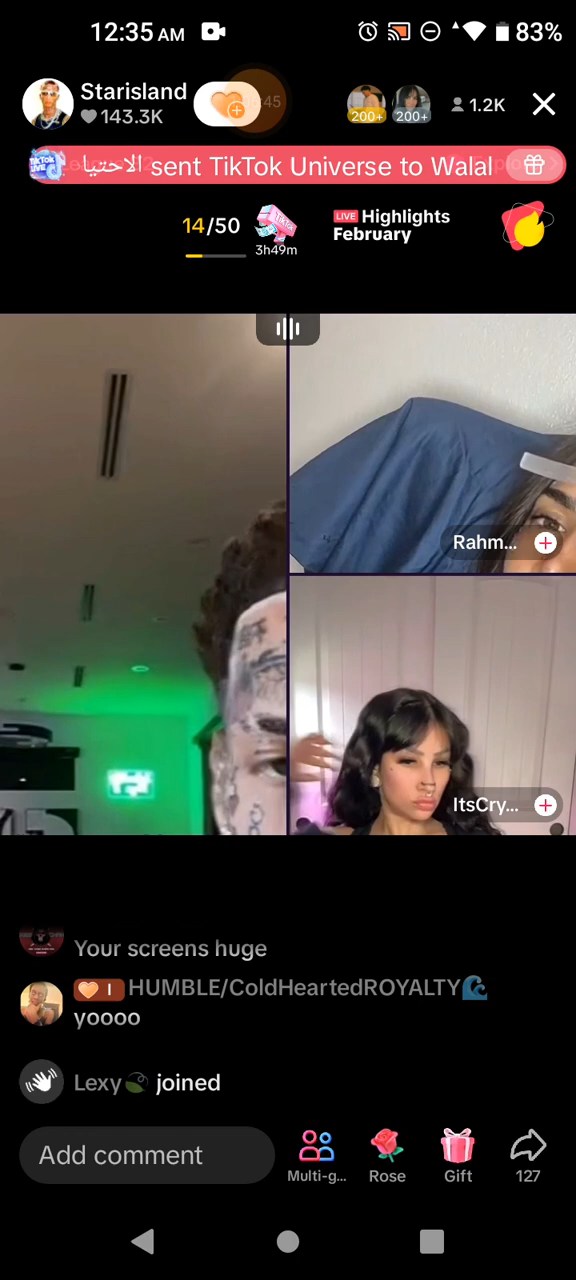 12:35 AM
83%
Starisland
143.3K
200+
200+
1.2K
الاحتيا sent TikTok Universe to Walal
14/50
3h49m
LIVE Highlights
February
Rahm...
ItsCry...
Your screens huge
I HUMBLE/ColdHeartedROYALTY🌊
yoooo
Lexy joined
Add comment
Multi-g...
Rose
Gift
127